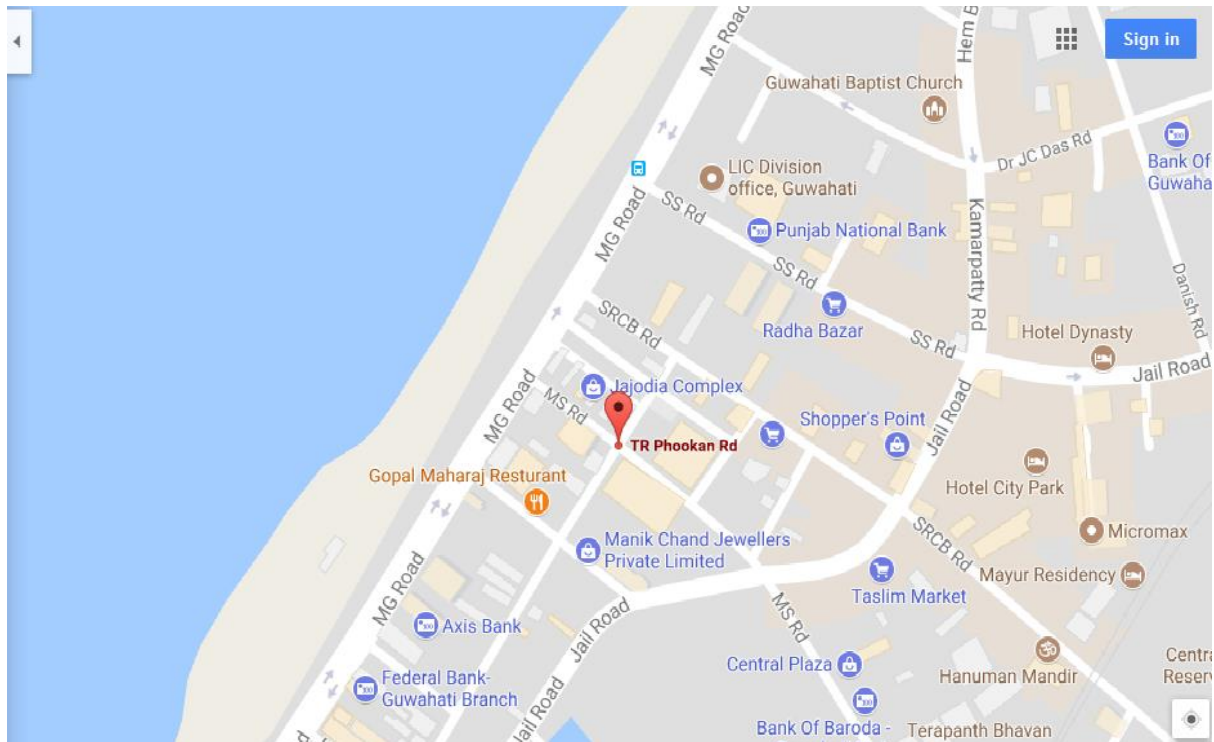 MG Road
Hem B
Sign in
Guwahati Baptist Church
Dr JC Das Rd
Bank Of
Guwaha
LIC Division
office, Guwahati
SS Rd
MG Road
Punjab National Bank
Kamarpatty Rd
SS Rd
Danish Rd
SRCB Rd
Radha Bazar
SS Rd
Hotel Dynasty
Jail Road
Jajodia Complex
MG Road
MS Rd
Shopper's Point
Jail Road
TR Phookan Rd
Gopal Maharaj Resturant
Hotel City Park
Manik Chand Jewellers
Private Limited
SRCB Rd
Micromax
Mayur Residency
MG Road
Taslim Market
Axis Bank
Jail Road
MS Rd
Central Plaza
Hanuman Mandir
Centra
Reserv
Federal Bank-
Guwahati Branch
Jail Road
Bank Of Baroda -
Terapanth Bhavan